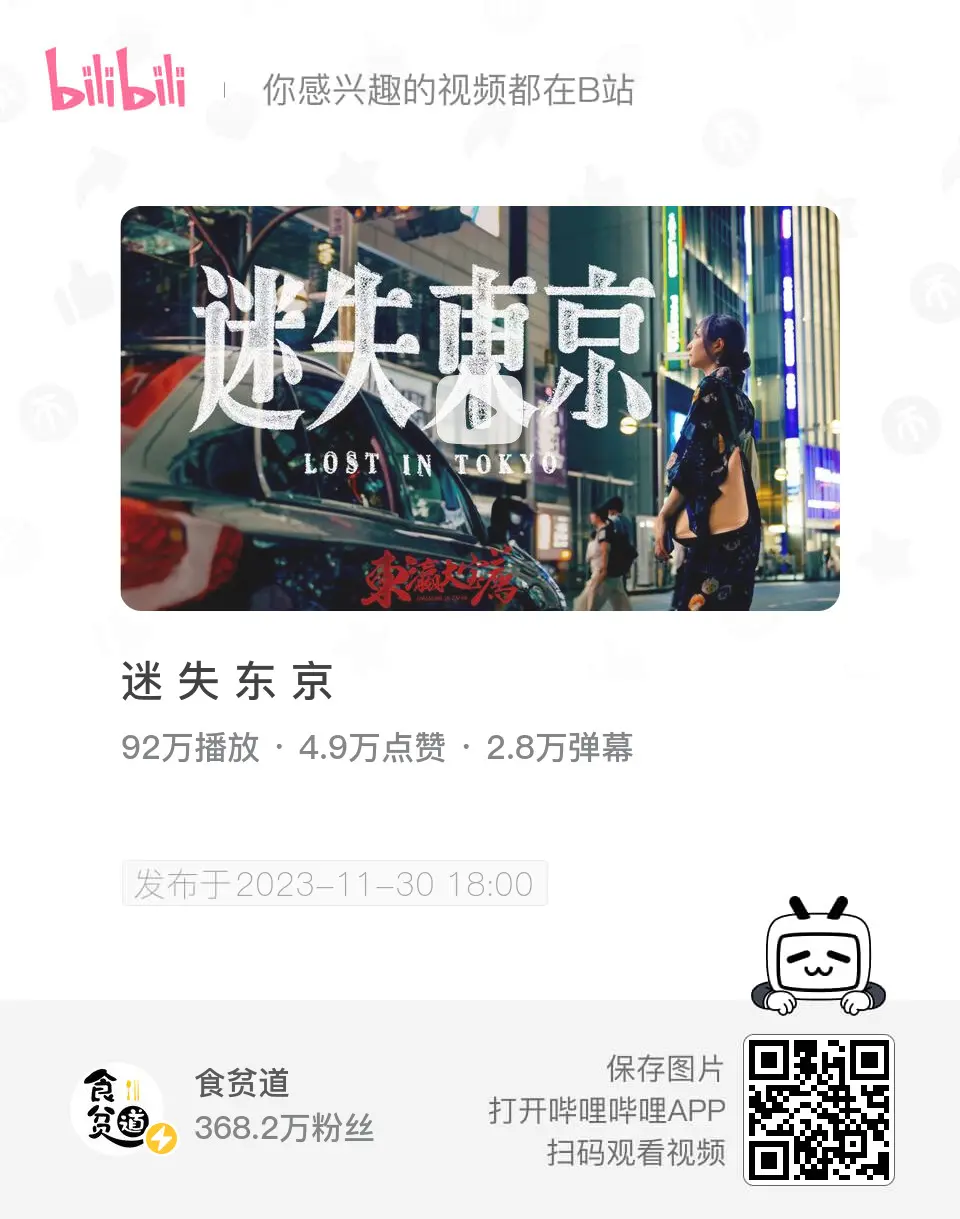 bilibili
你感兴趣的视频都在B站
迷失東京
LOST IN TOKYO
東瀛大宝嗨
迷失东京
92万播放 · 4.9万点赞 · 2.8万弹幕
发布于2023-11-30 18:00
食贫道
食贫道
368.2万粉丝
保存图片
打开哔哩哔哩APP
扫码观看视频